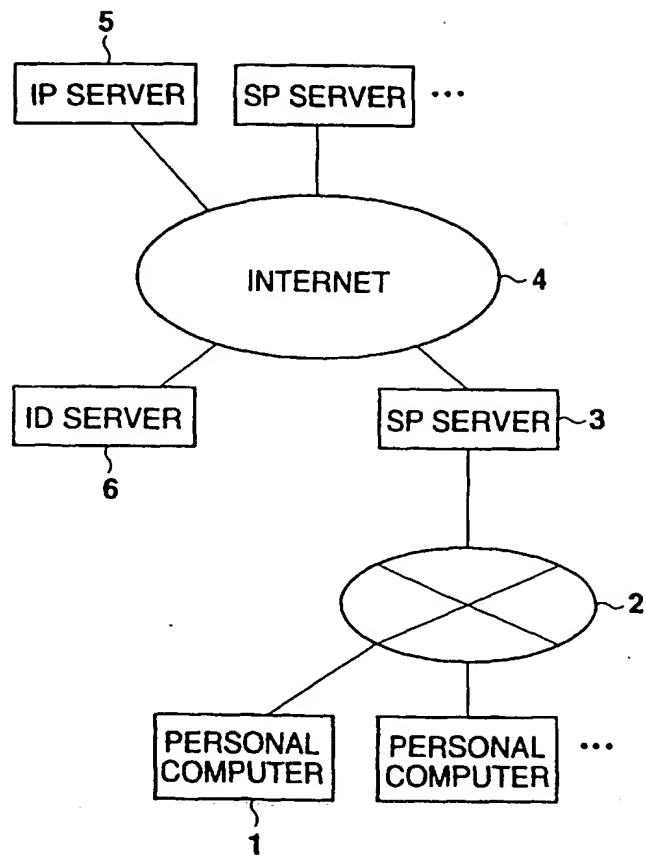 5
IP SERVER
SP SERVER
...
INTERNET
4
ID SERVER
6
SP SERVER
3
2
PERSONAL
COMPUTER
1
PERSONAL
COMPUTER
...